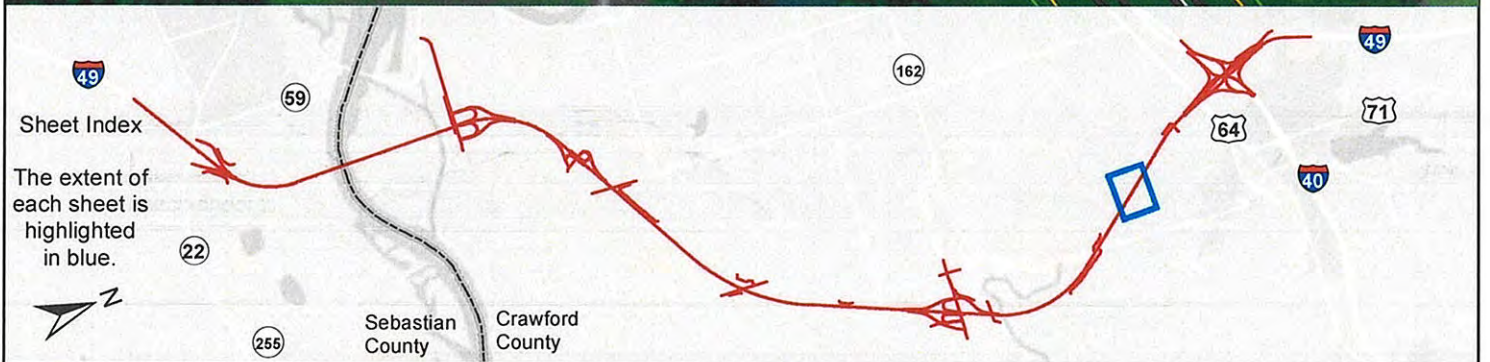 49
59
162
49
71
64
40
Sheet Index
The extent of
each sheet is
highlighted
in blue.
22
N
255
Sebastian
County
Crawford
County